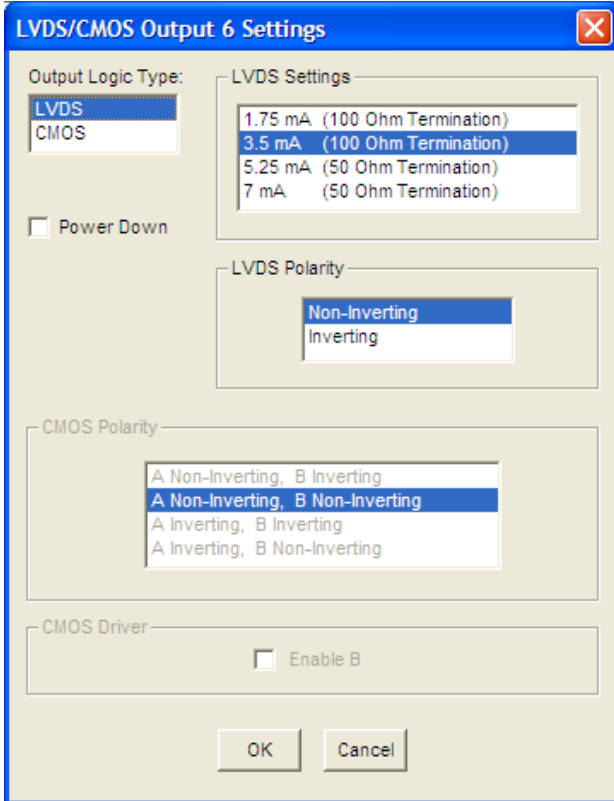 LVDS/CMOS Output 6 Settings
Output Logic Type:
LVDS
CMOS
Power Down
LVDS Settings
1.75 mA (100 Ohm Termination)
3.5 mA (100 Ohm Termination)
5.25 mA (50 Ohm Termination)
7 mA (50 Ohm Termination)
LVDS Polarity
Non-Inverting
Inverting
CMOS Polarity
A Non-Inverting, B Inverting
A Non-Inverting, B Non-Inverting
A Inverting, B Inverting
A Inverting, B Non-Inverting
CMOS Driver
Enable B
OK
Cancel